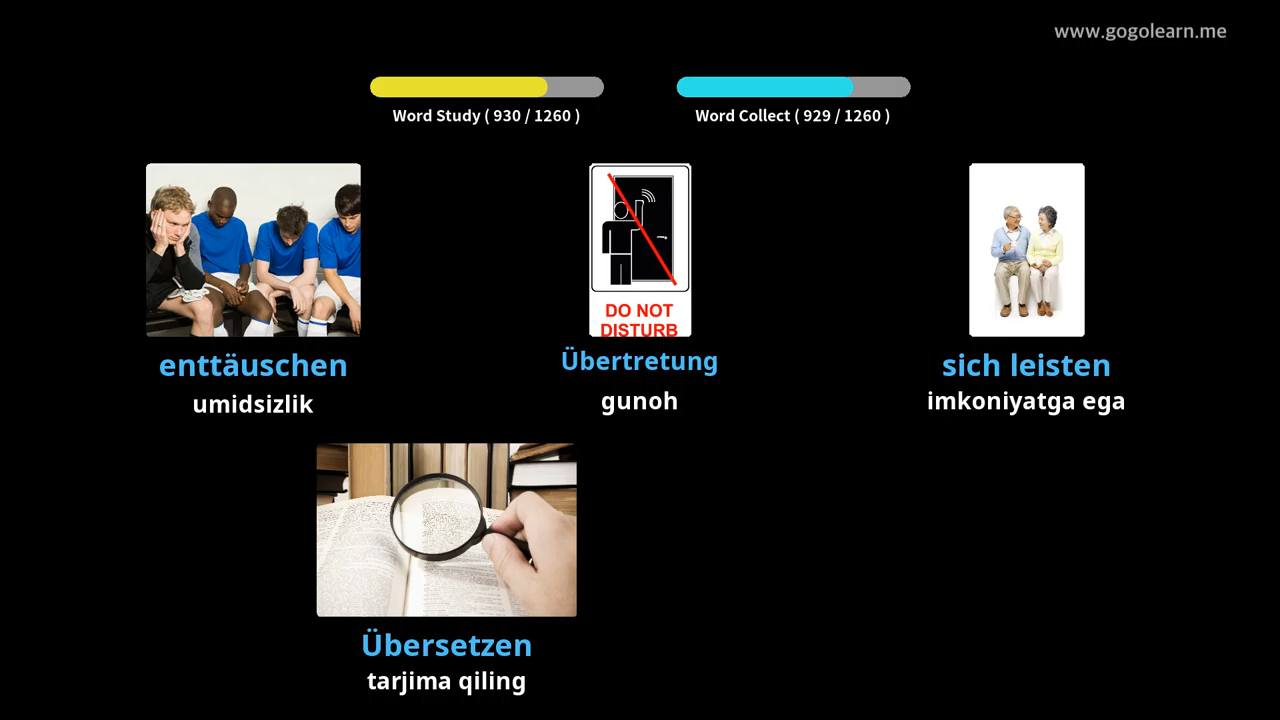 www.gogolearn.me
Word Study ( 930 / 1260 )
Word Collect ( 929 / 1260 )
DO NOT
DISTURB
enttäuschen
umidsizlik
Übertretung
gunoh
sich leisten
imkoniyatga ega
Übersetzen
tarjima qiling